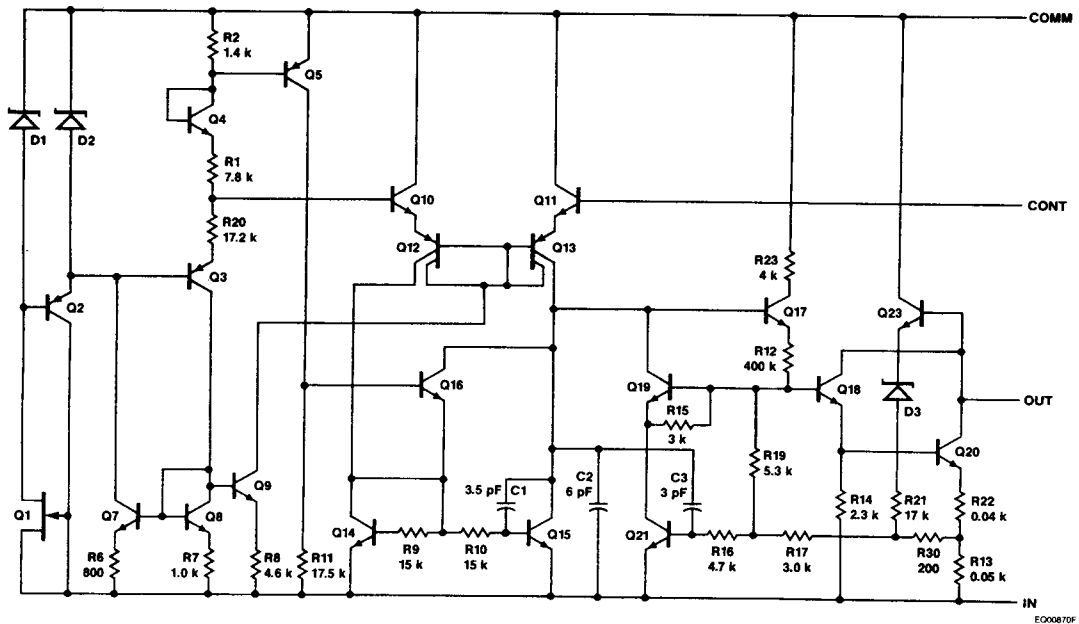 COMM
R2
1.4 k
Q5
Q4
D1
D2
R1
7.8 k
Q10
Q11
CONT
R20
17.2 k
Q12
Q13
Q3
R23
4 k
Q2
Q17
Q23
R12
400 k
Q16
Q19
Q18
R15
3 k
D3
OUT
Q20
R19
5.3 k
Q9
3.5 pF
C1
C2
6 pF
C3
3 pF
Q1
Q7
Q8
Q14
R9
15 k
R10
15 k
Q15
Q21
R16
4.7 k
R17
3.0 k
R14
2.3 k
R21
17 k
R22
0.04 k
R30
200
R6
800
R7
1.0 k
R8
4.6 k
R11
17.5 k
R13
0.05 k
IN
EQ00870F